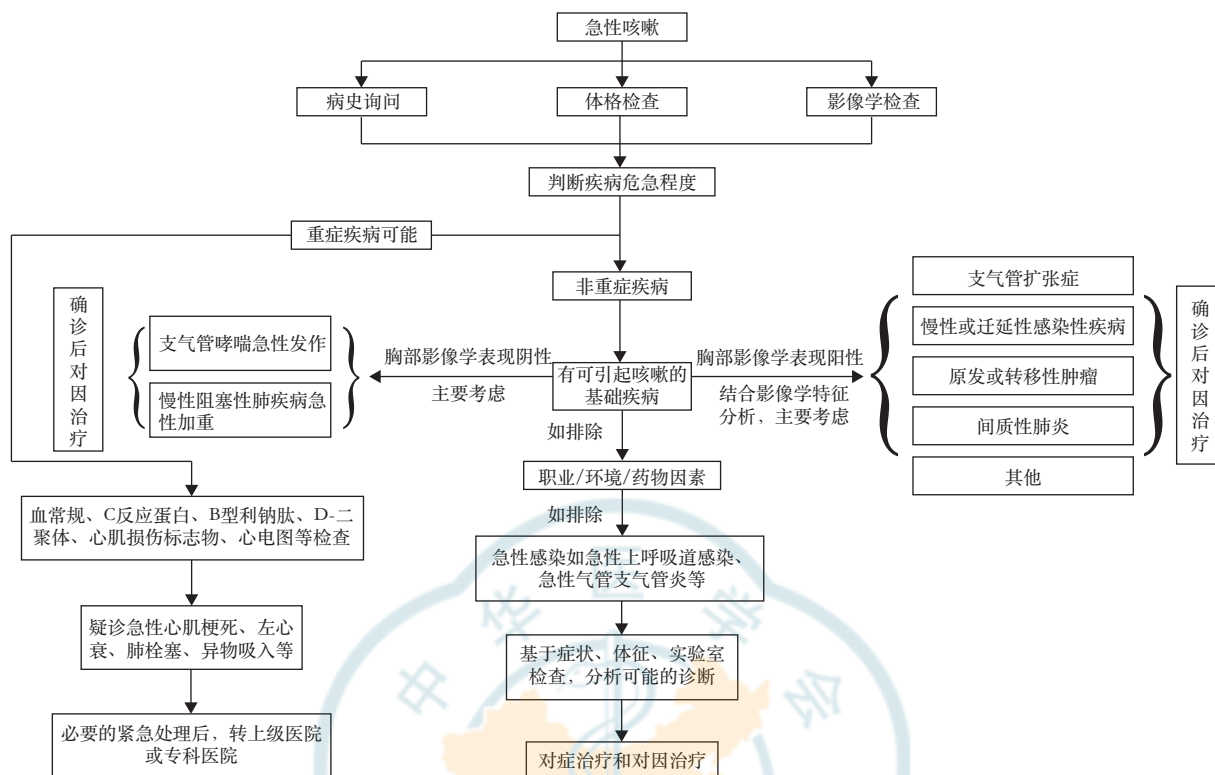 急性咳嗽
病史询问
体格检查
影像学检查
判断疾病危急程度
重症疾病可能
非重症疾病
确诊后对因治疗
支气管哮喘急性发作
慢性阻塞性肺疾病急
性加重
胸部影像学表现阴性
主要考虑
有可引起咳嗽的
基础疾病
胸部影像学表现阳性
结合影像学特征
分析，主要考虑
支气管扩张症
慢性或迁延性感染性疾病
原发或转移性肿瘤
间质性肺炎
其他
确诊后对因治疗
如排除
职业/环境/药物因素
如排除
血常规、C反应蛋白、B型利钠肽、D-二
聚体、心肌损伤标志物、心电图等检查
急性感染如急性上呼吸道感染、
急性气管支气管炎等
疑诊急性心肌梗死、左心
衰、肺栓塞、异物吸入等
基于症状、体征、实验室
检查，分析可能的诊断
必要的紧急处理后，转上级医院
或专科医院
对症治疗和对因治疗
中华医学会